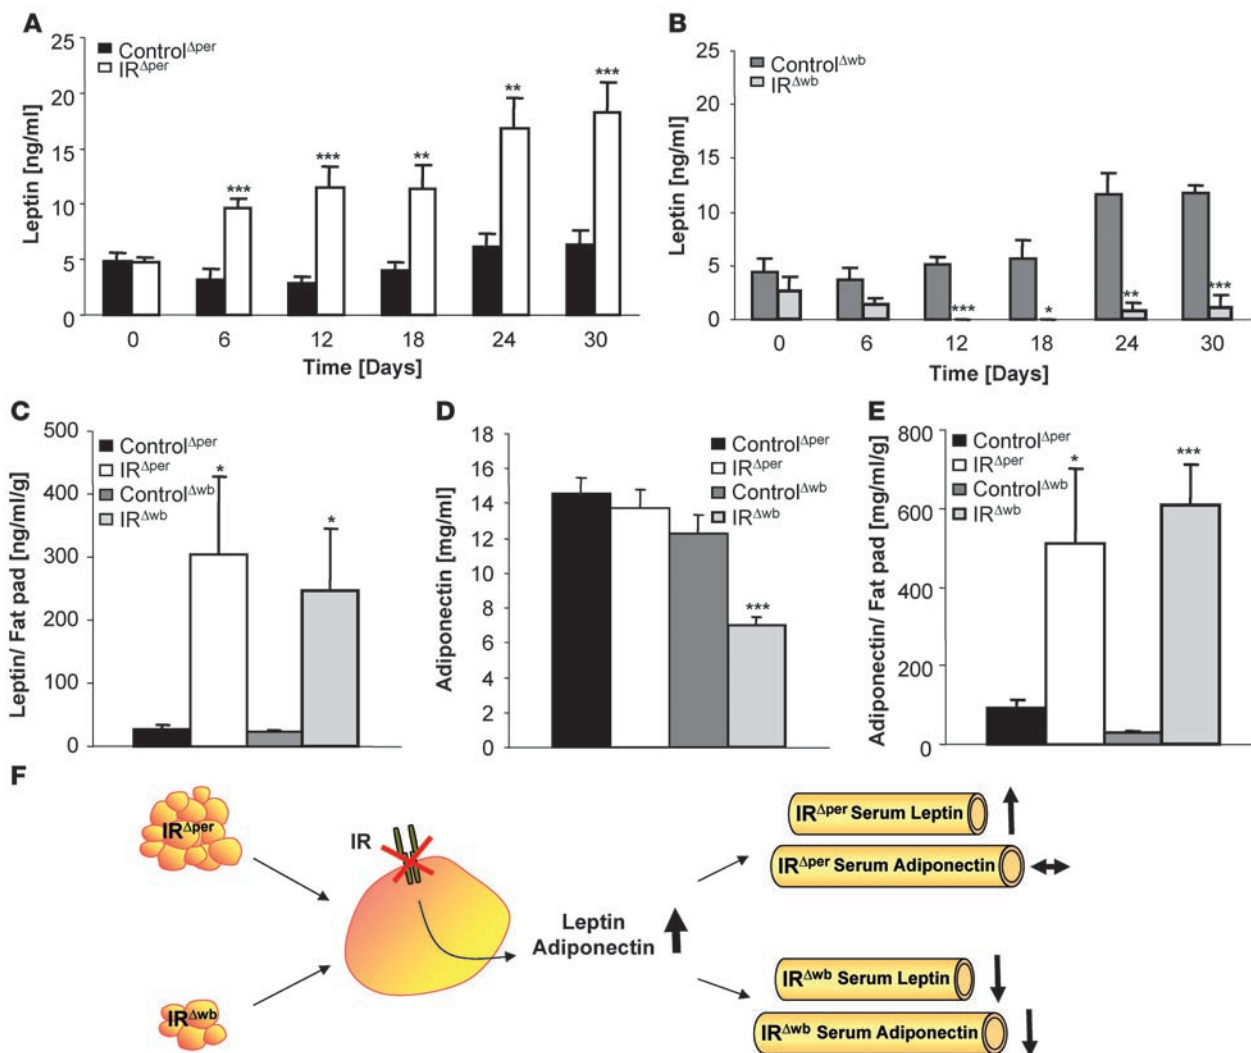 A
Control^Δper
IR^Δper
Leptin [ng/ml]
25
20
15
10
5
0
***
***
**
**
***
0 6 12 18 24 30
Time [Days]
B
Control^Δwb
IR^Δwb
Leptin [ng/ml]
25
20
15
10
5
0
***
*
**
***
0 6 12 18 24 30
Time [Days]
C
Control^Δper
IR^Δper
Control^Δwb
IR^Δwb
Leptin/ Fat pad [ng/ml/g]
500
400
300
200
100
0
*
*
D
Control^Δper
IR^Δper
Control^Δwb
IR^Δwb
Adiponectin [mg/ml]
18
16
14
12
10
8
6
4
2
0
***
E
Control^Δper
IR^Δper
Control^Δwb
IR^Δwb
Adiponectin/ Fat pad [mg/ml/g]
800
600
400
200
0
*
***
F
IR^Δper
IR^Δwb
IR
Leptin
Adiponectin
IR^Δper Serum Leptin
IR^Δper Serum Adiponectin
IR^Δwb Serum Leptin
IR^Δwb Serum Adiponectin